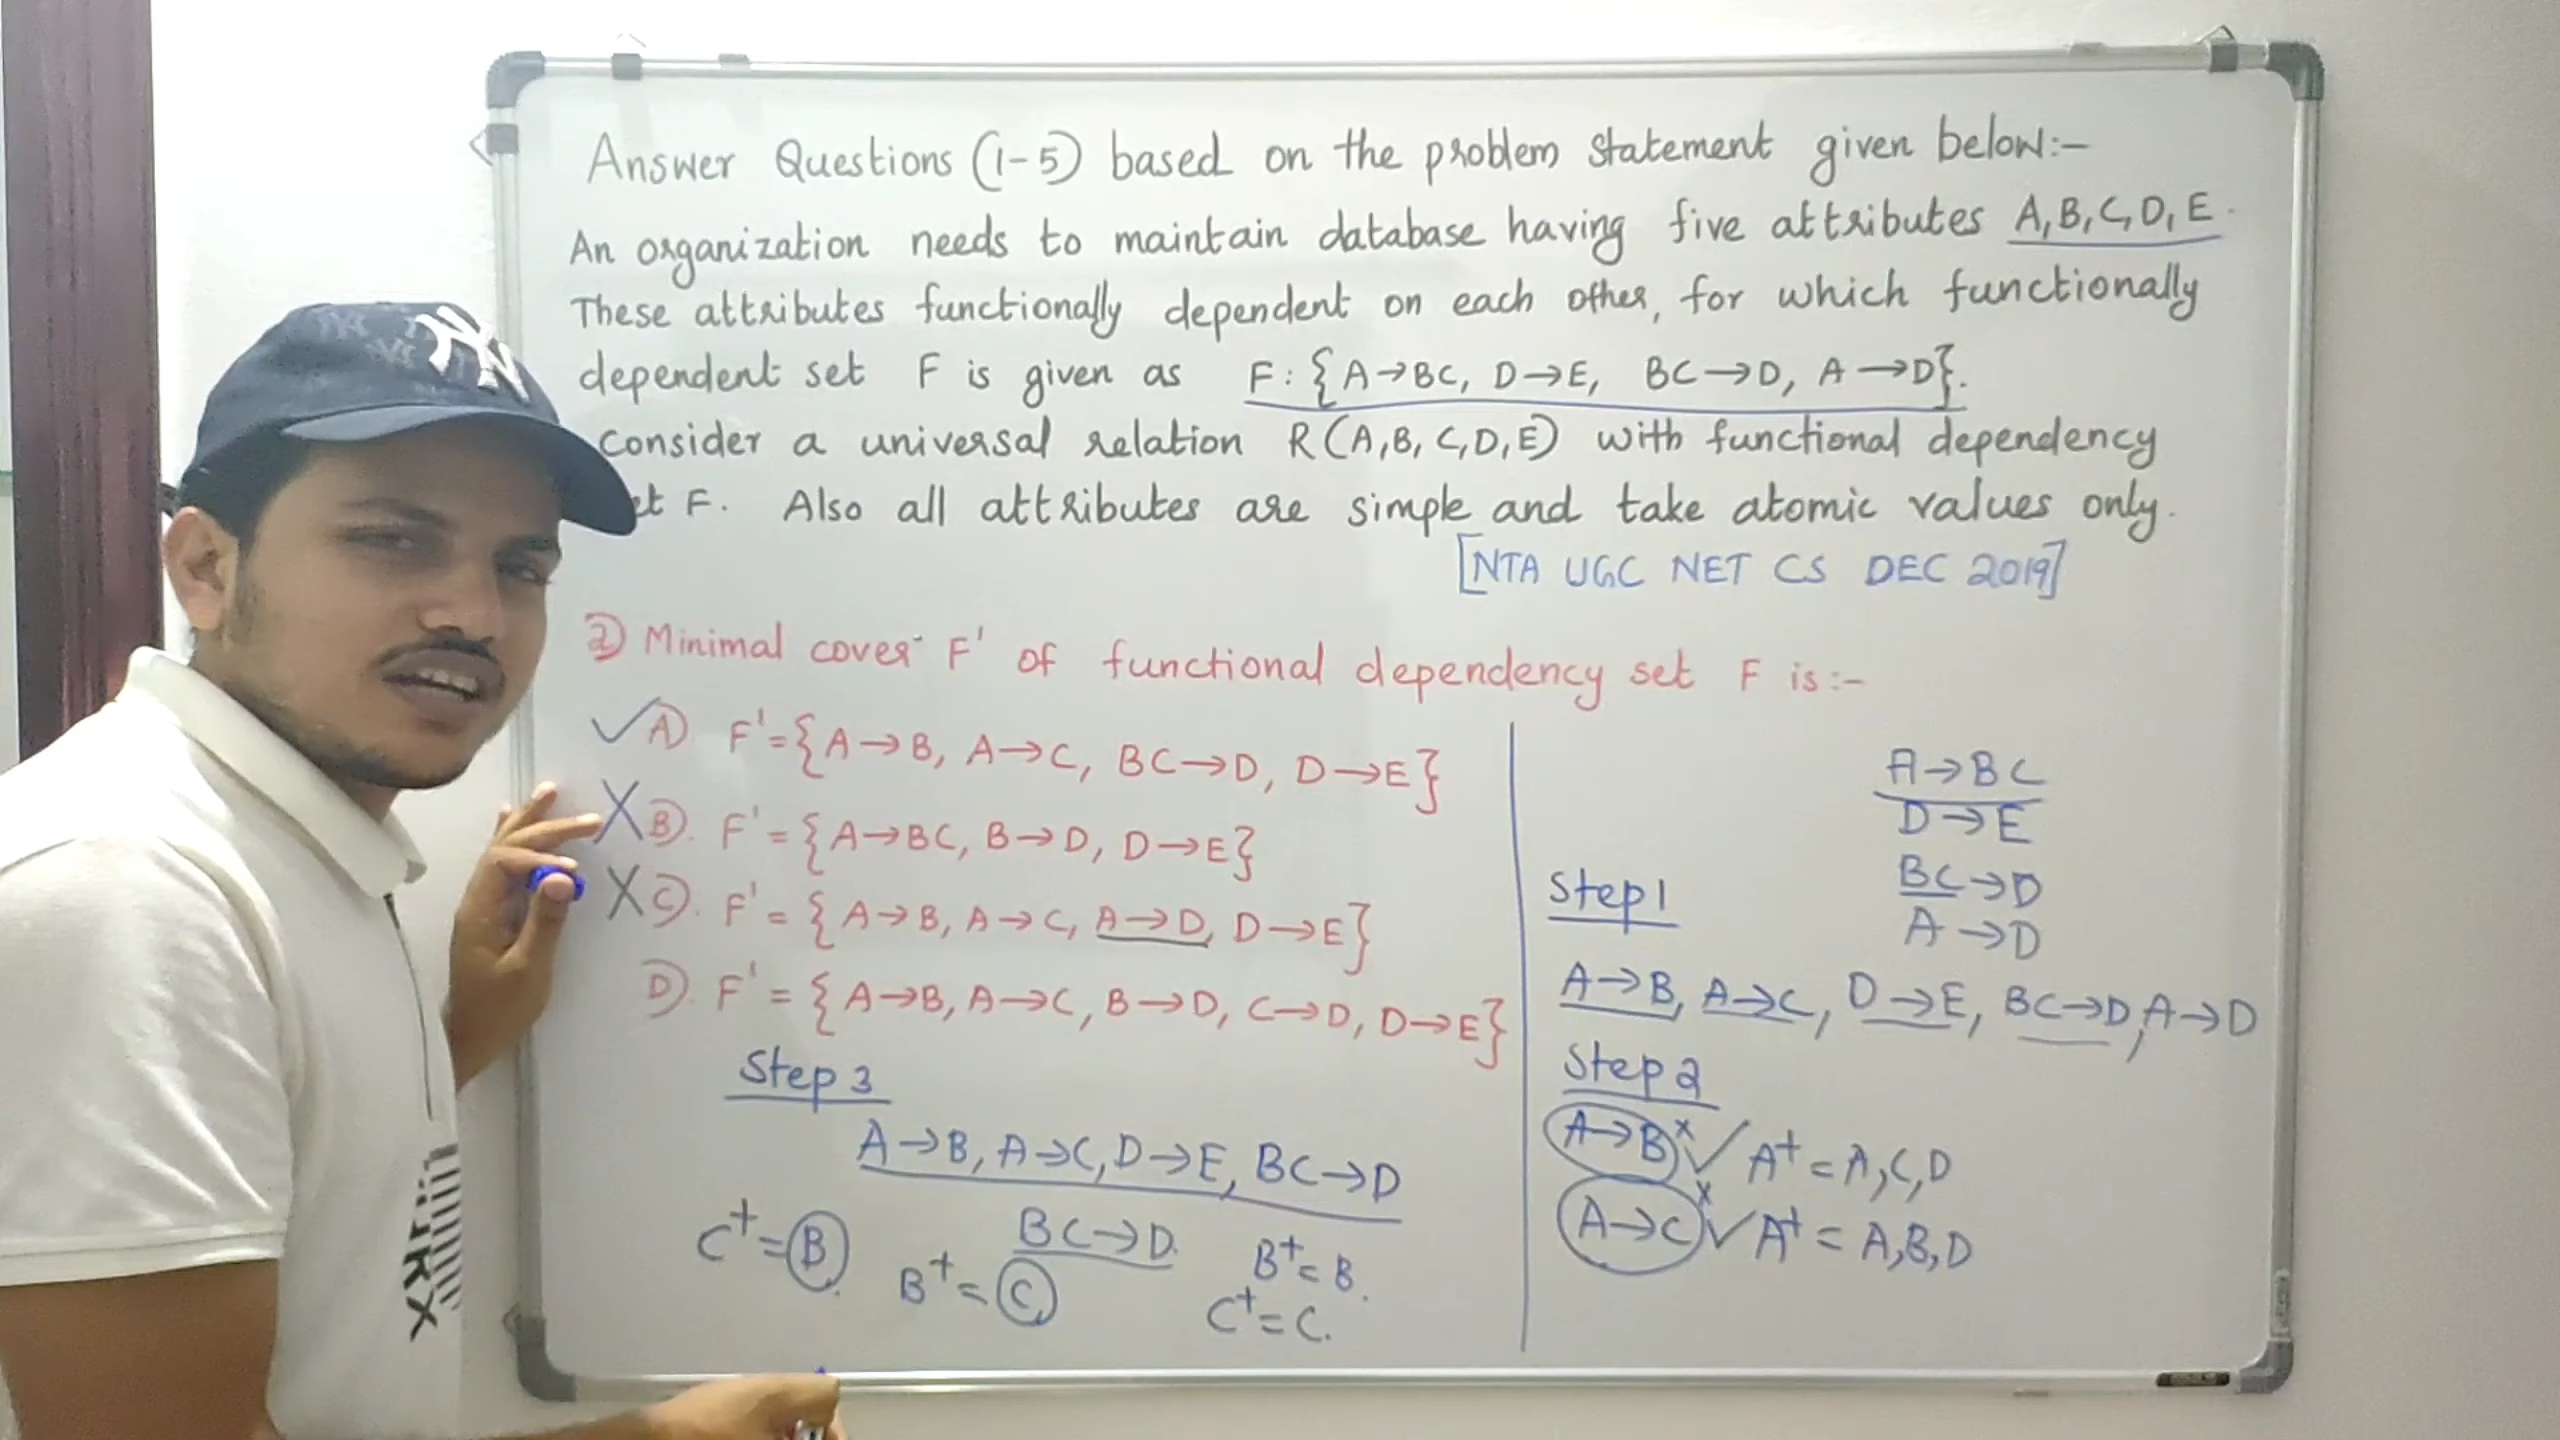 Answer Questions (1-5) based on the problem statement given below:-
An organization needs to maintain database having five attributes A,B,C,D,E.
These attributes functionally dependent on each other, for which functionally
dependent set F is given as F: {A→BC, D→E, BC→D, A→D}.
Consider a universal relation R(A,B,C,D,E) with functional dependency
F. Also all attributes are simple and take atomic values only.
[NTA UGC NET CS DEC 2019]
2) Minimal cover F' of functional dependency set F is:-
✓A) F'={A→B, A→C, BC→D, D→E}
XB). F'={A→BC, B→D, D→E}
XC). F'={A→B, A→C, A→D, D→E}
D). F'={A→B, A→C, B→D, C→D, D→E}
Step 3
A→B, A→C, D→E, BC→D
BC→D.
C+=B
B+=C
B+=B.
C+=C.
A→BC
D→E
BC→D
A→D
Step1
A→B, A→C, D→E, BC→D, A→D
Step2
A→B x ✓ A+=A,C,D
A→C x ✓ A+=A,B,D
NY